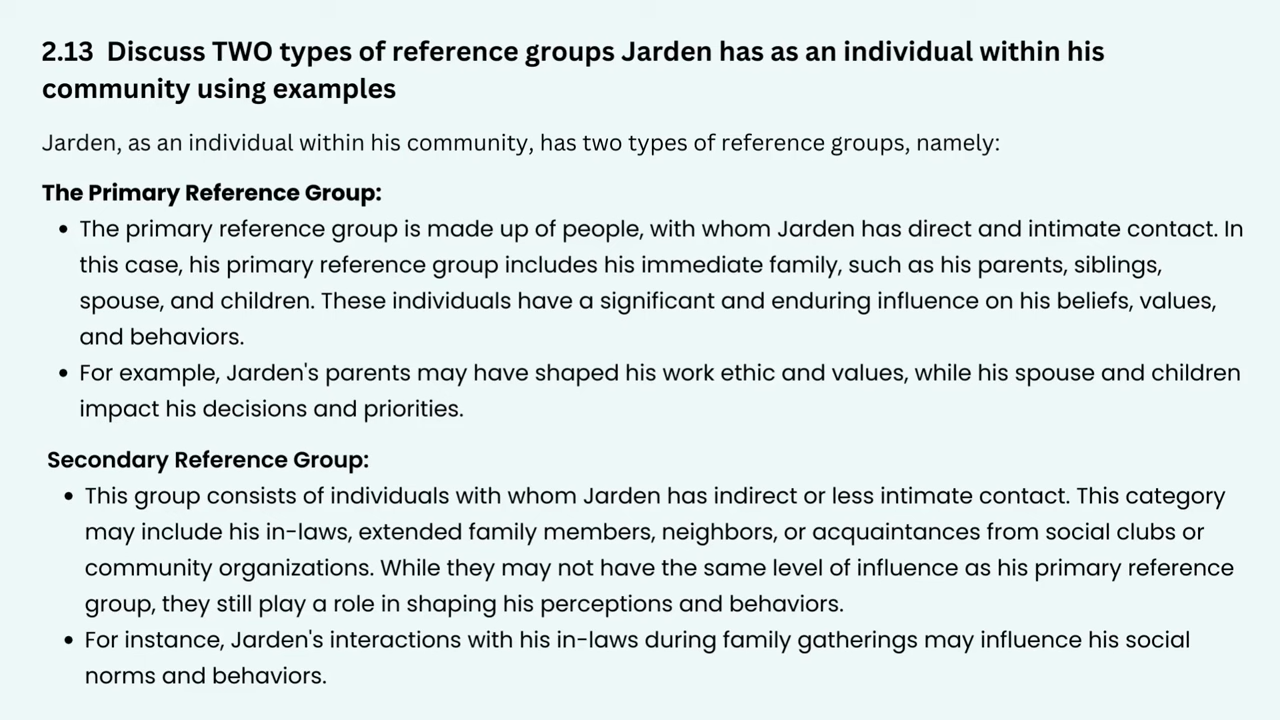 2.13 Discuss TWO types of reference groups Jarden has as an individual within his
community using examples
Jarden, as an individual within his community, has two types of reference groups, namely:
The Primary Reference Group:
• The primary reference group is made up of people, with whom Jarden has direct and intimate contact. In
this case, his primary reference group includes his immediate family, such as his parents, siblings,
spouse, and children. These individuals have a significant and enduring influence on his beliefs, values,
and behaviors.
• For example, Jarden's parents may have shaped his work ethic and values, while his spouse and children
impact his decisions and priorities.
Secondary Reference Group:
• This group consists of individuals with whom Jarden has indirect or less intimate contact. This category
may include his in-laws, extended family members, neighbors, or acquaintances from social clubs or
community organizations. While they may not have the same level of influence as his primary reference
group, they still play a role in shaping his perceptions and behaviors.
• For instance, Jarden's interactions with his in-laws during family gatherings may influence his social
norms and behaviors.